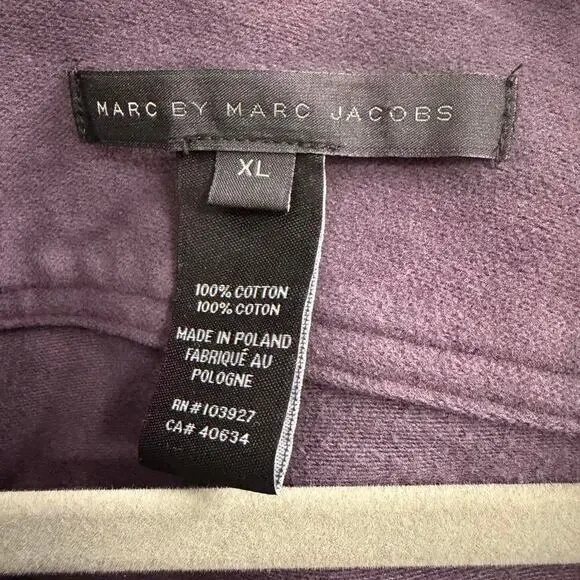 MARC BY MARC JACOBS
XL
100% COTTON
100% COTON
MADE IN POLAND
FABRIQUÉ AU
POLOGNE
RN#103927
CA# 40634